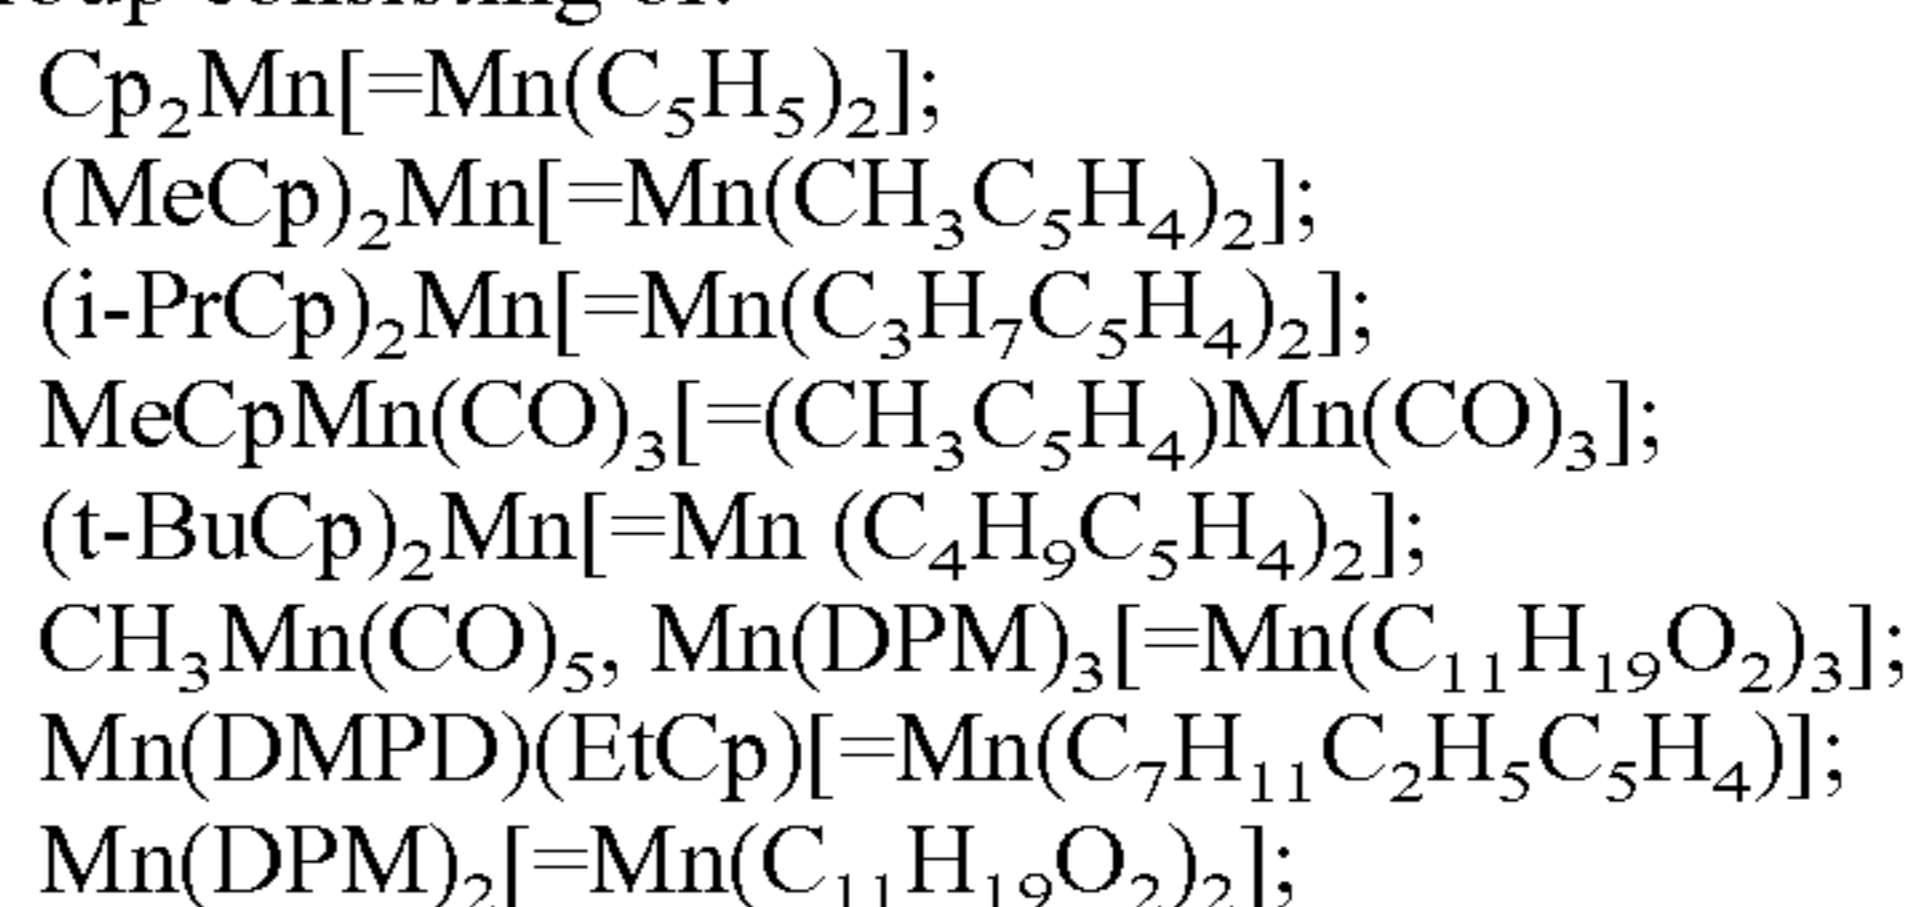 consisting of:
Cp₂Mn[=Mn(C₅H₅)₂];
(MeCp)₂Mn[=Mn(CH₃C₅H₄)₂];
(i-PrCp)₂Mn[=Mn(C₃H₇C₅H₄)₂];
MeCpMn(CO)₃[=(CH₃C₅H₄)Mn(CO)₃];
(t-BuCp)₂Mn[=Mn (C₄H₉C₅H₄)₂];
CH₃Mn(CO)₅, Mn(DPM)₃[=Mn(C₁₁H₁₉O₂)₃];
Mn(DMPD)(EtCp)[=Mn(C₇H₁₁C₂H₅C₅H₄)];
Mn(DPM)₂[=Mn(C₁₁H₁₉O₂)₂];